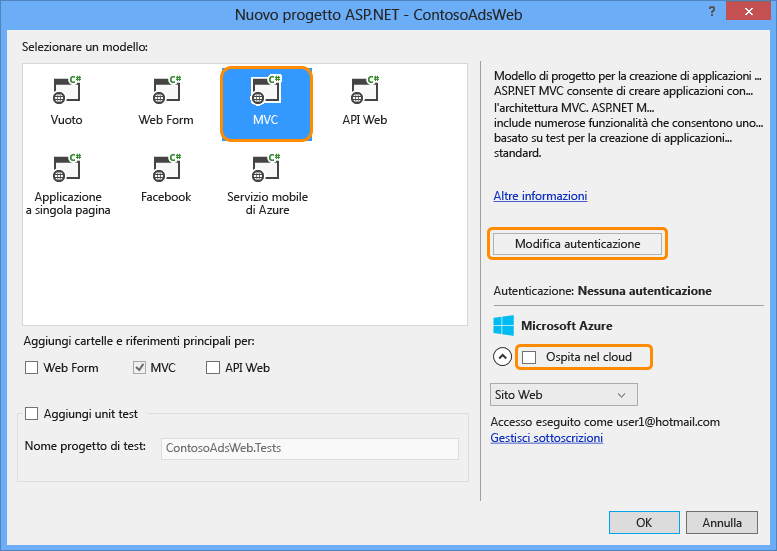 Nuovo progetto ASP.NET - ContosoAdsWeb
?
Selezionare un modello:
C#
C#
C#
C#
Vuoto
Web Form
MVC
API Web
C#
C#
C#
Applicazione
a singola pagina
Facebook
Servizio mobile
di Azure
Aggiungi cartelle e riferimenti principali per:
Web Form
MVC
API Web
Aggiungi unit test
Nome progetto di test:
ContosoAdsWeb.Tests
Modello di progetto per la creazione di applicazioni ...
ASP.NET MVC consente di creare applicazioni con...
l'architettura MVC. ASP.NET M...
include numerose funzionalità che consentono uno...
basato su test per la creazione di applicazioni...
standard.
Altre informazioni
Modifica autenticazione
Autenticazione: Nessuna autenticazione
Microsoft Azure
Ospita nel cloud
Sito Web
Accesso eseguito come user1@hotmail.com
Gestisci sottoscrizioni
OK
Annulla